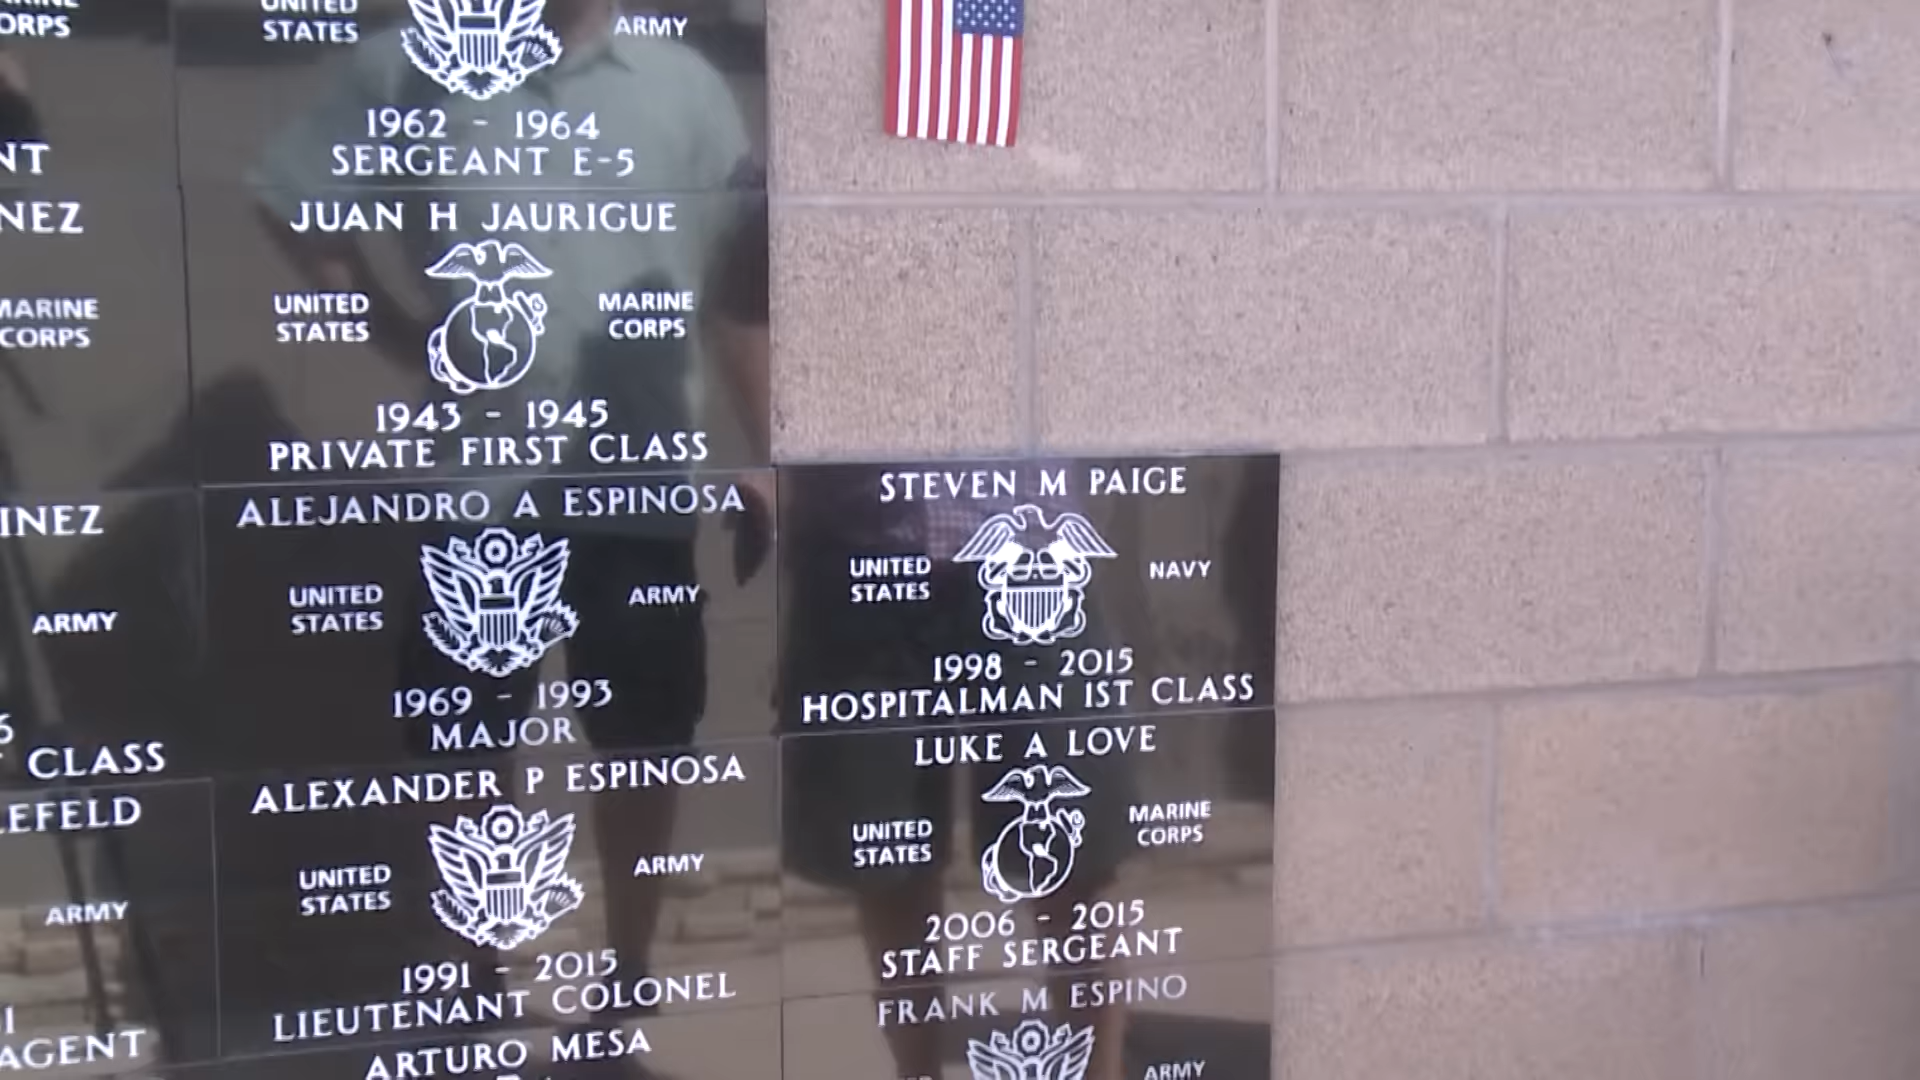 ORPS
NT
NEZ
MARINE
CORPS
INEZ
ARMY
CLASS
LEFELD
ARMY
AGENT
UNITED
STATES
ARMY
1962 - 1964
SERGEANT E-5
JUAN H JAURIGUE
UNITED
STATES
MARINE
CORPS
1943 - 1945
PRIVATE FIRST CLASS
ALEJANDRO A ESPINOSA
UNITED
STATES
ARMY
1969 - 1993
MAJOR
ALEXANDER P ESPINOSA
UNITED
STATES
ARMY
1991 - 2015
LIEUTENANT COLONEL
ARTURO MESA
STEVEN M PAIGE
UNITED
STATES
NAVY
1998 - 2015
HOSPITALMAN 1ST CLASS
LUKE A LOVE
UNITED
STATES
MARINE
CORPS
2006 - 2015
STAFF SERGEANT
FRANK M ESPINO
ARMY